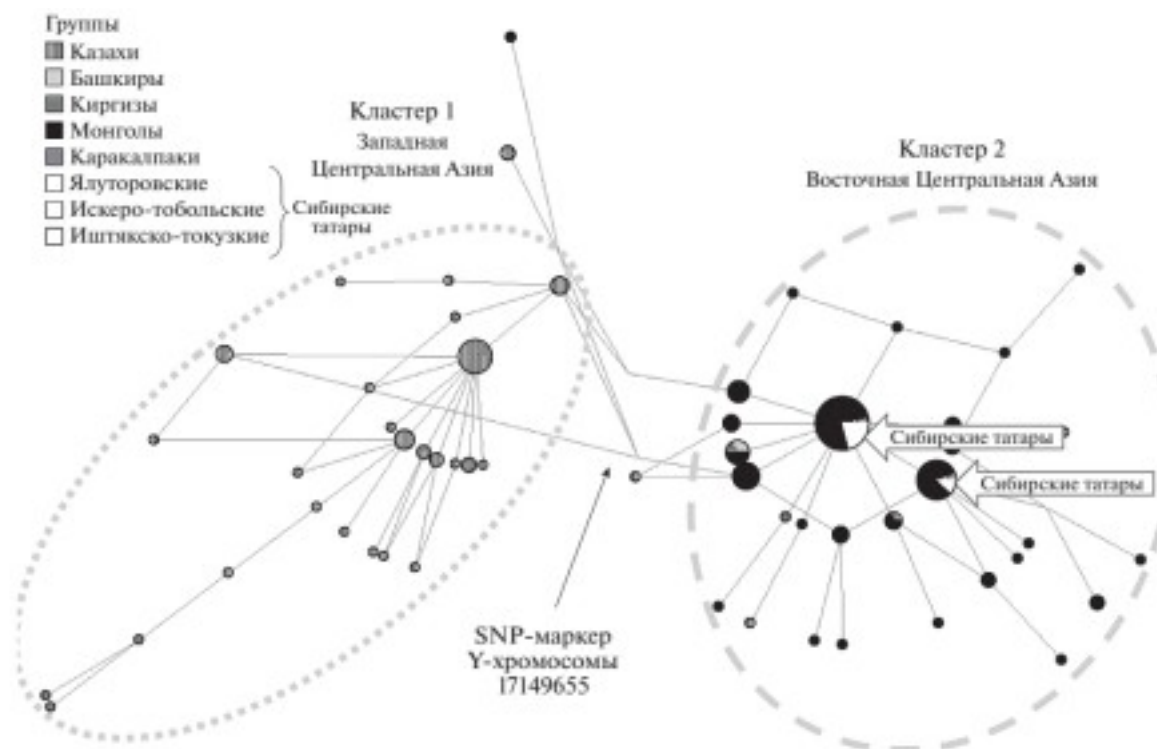 Группы
Казахи
Башкиры
Киргизы
Монголы
Каракалпаки
Ялуторовские
Искеро-тобольские
Иштякско-токузкие
Сибирские
татары
Кластер 1
Западная
Центральная Азия
Кластер 2
Восточная Центральная Азия
Сибирские татары
Сибирские татары
SNP-маркер
Y-хромосомы
17149655